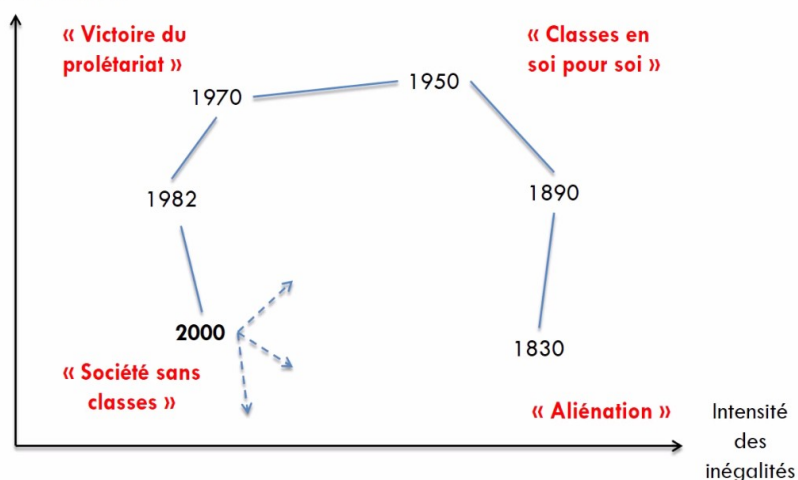 « Victoire du
prolétariat »
« Classes en
soi pour soi »
1970
1950
1982
1890
2000
1830
« Société sans
classes »
« Aliénation »
Intensité
des
inégalités